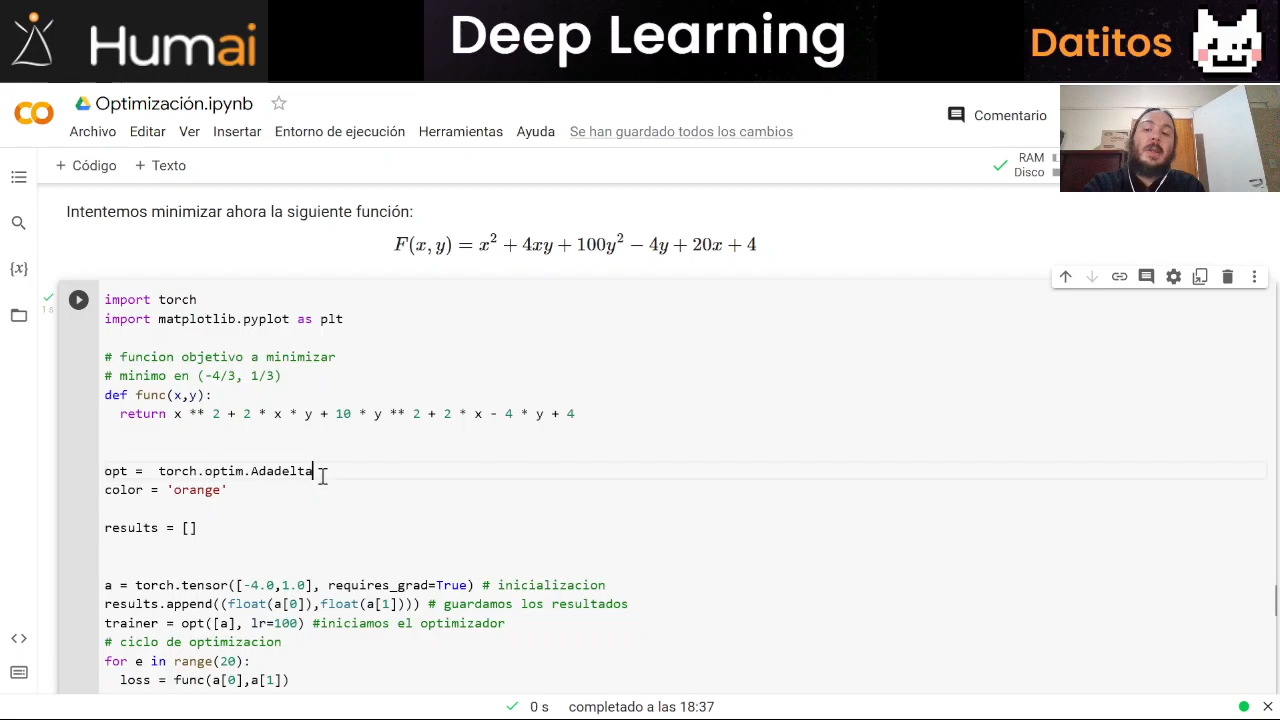 Humai
Deep Learning
Datitos
CO
Optimización.ipynb
Comentario
Archivo Editar Ver Insertar Entorno de ejecución Herramientas Ayuda Se han guardado todos los cambios
+ Código + Texto
RAM
Disco
Intentemos minimizar ahora la siguiente función:
F(x, y) = x² + 4xy + 100y² − 4y + 20x + 4
{x}
1 s
import torch
import matplotlib.pyplot as plt
# funcion objetivo a minimizar
# minimo en (-4/3, 1/3)
def func(x,y):
return x ** 2 + 2 * x * y + 10 * y ** 2 + 2 * x - 4 * y + 4
opt = torch.optim.Adadelta
color = 'orange'
results = []
a = torch.tensor([-4.0,1.0], requires_grad=True) # inicializacion
results.append((float(a[0]),float(a[1]))) # guardamos los resultados
trainer = opt([a], lr=100) #iniciamos el optimizador
# ciclo de optimizacion
for e in range(20):
loss = func(a[0],a[1])
0 s completado a las 18:37